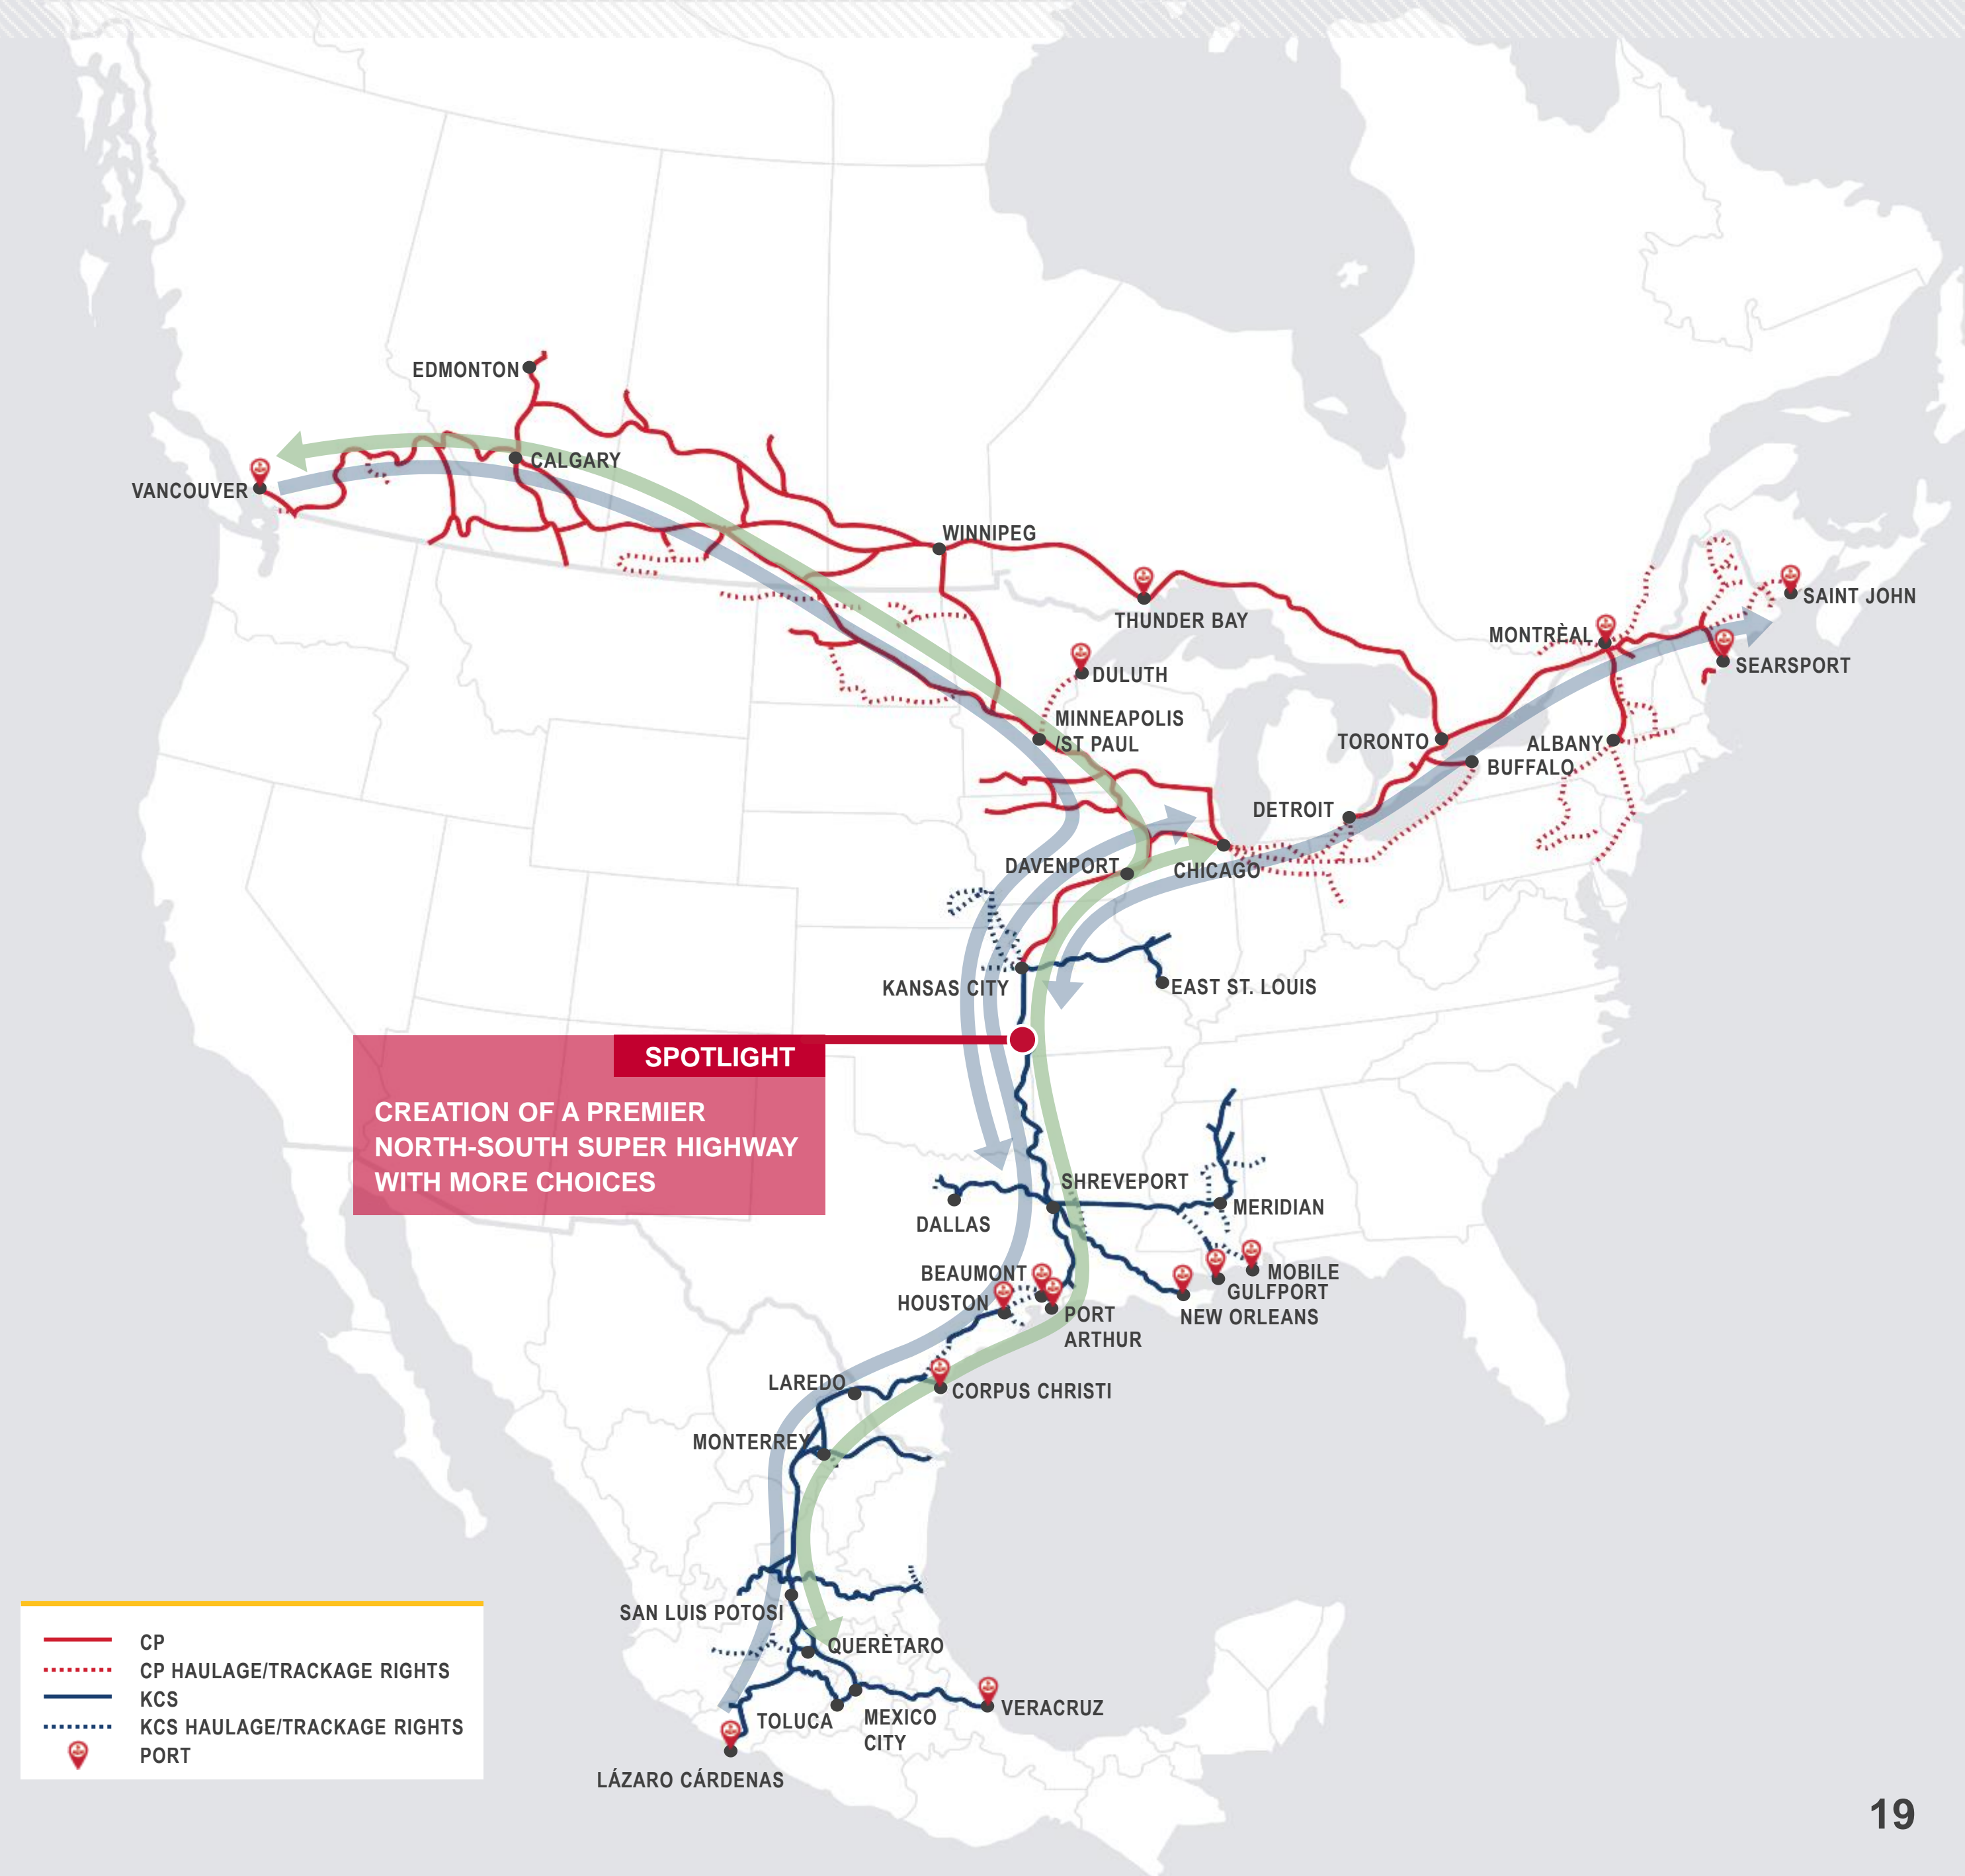 EDMONTON
CALGARY
VANCOUVER
WINNIPEG
THUNDER BAY
SAINT JOHN
MONTRÈAL
SEARSPORT
DULUTH
MINNEAPOLIS
/ST PAUL
TORONTO
ALBANY
BUFFALO
DETROIT
DAVENPORT
CHICAGO
KANSAS CITY
EAST ST. LOUIS
SPOTLIGHT
CREATION OF A PREMIER
NORTH-SOUTH SUPER HIGHWAY
WITH MORE CHOICES
SHREVEPORT
MERIDIAN
DALLAS
BEAUMONT
MOBILE
GULFPORT
HOUSTON
NEW ORLEANS
PORT
ARTHUR
LAREDO
CORPUS CHRISTI
MONTERREY
SAN LUIS POTOSI
QUERÈTARO
VERACRUZ
TOLUCA
MEXICO
CITY
LÁZARO CÁRDENAS
CP
CP HAULAGE/TRACKAGE RIGHTS
KCS
KCS HAULAGE/TRACKAGE RIGHTS
PORT
19